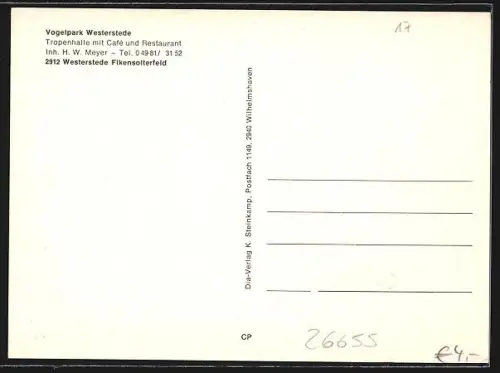 Vogelpark Westerstede
Tropenhalle mit Café und Restaurant
Inh. H. W. Meyer – Tel. 0 49 81 / 31 52
2912 Westerstede Fikensolterfeld
17
Dia-Verlag K. Steinkamp, Postfach 1149, 2940 Wilhelmshaven
CP
26655
€4,-